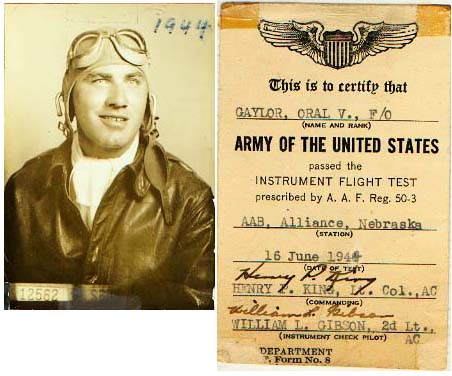 1944
12562
This is to certify that
GAYLOR, ORAL V., F/O
(NAME AND RANK)
ARMY OF THE UNITED STATES
passed the
INSTRUMENT FLIGHT TEST
prescribed by A. A. F. Reg. 50-3
AAB, Alliance, Nebraska
(STATION)
16 June 1944
(DATE OF TEST)
Henry P. King
HENRY P. KING, Lt. Col., AC
(COMMANDING)
William L. Gibson
WILLIAM L. GIBSON, 2d Lt.,
(INSTRUMENT CHECK PILOT) AC
DEPARTMENT
Form No. 8